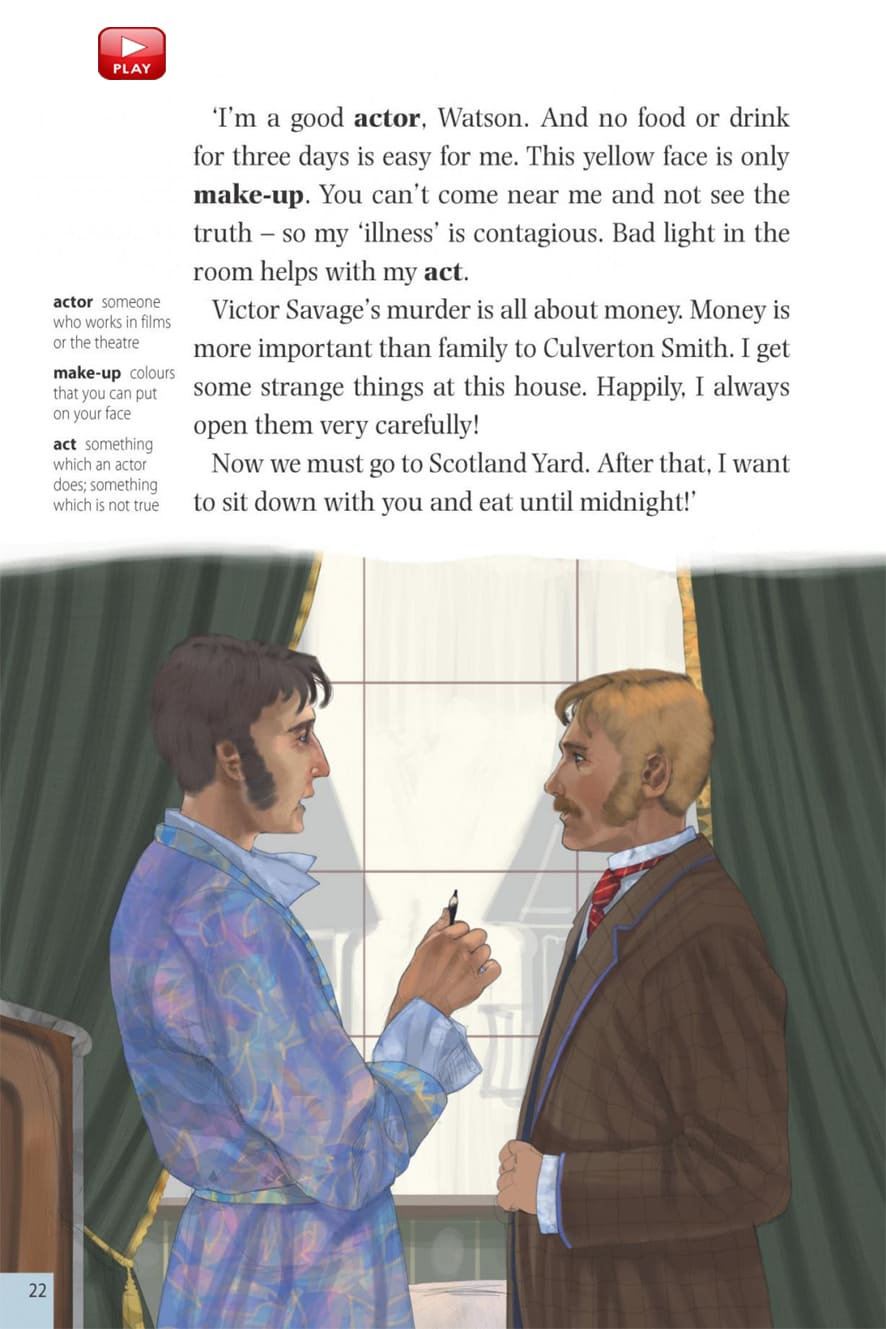 PLAY
‘I’m a good actor, Watson. And no food or drink
for three days is easy for me. This yellow face is only
make-up. You can’t come near me and not see the
truth – so my ‘illness’ is contagious. Bad light in the
room helps with my act.
Victor Savage’s murder is all about money. Money is
more important than family to Culverton Smith. I get
some strange things at this house. Happily, I always
open them very carefully!
Now we must go to Scotland Yard. After that, I want
to sit down with you and eat until midnight!’
actor someone
who works in films
or the theatre
make-up colours
that you can put
on your face
act something
which an actor
does; something
which is not true
22